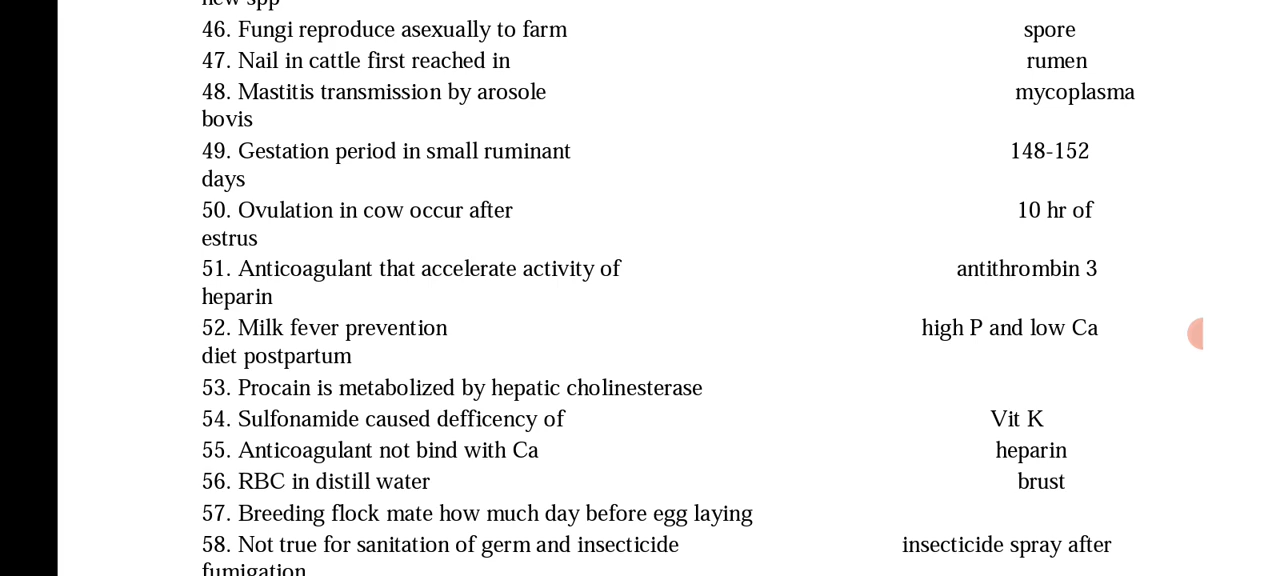 new spp
46. Fungi reproduce asexually to farm spore
47. Nail in cattle first reached in rumen
48. Mastitis transmission by arosole mycoplasma
bovis
49. Gestation period in small ruminant 148-152
days
50. Ovulation in cow occur after 10 hr of
estrus
51. Anticoagulant that accelerate activity of antithrombin 3
heparin
52. Milk fever prevention high P and low Ca
diet postpartum
53. Procain is metabolized by hepatic cholinesterase
54. Sulfonamide caused defficency of Vit K
55. Anticoagulant not bind with Ca heparin
56. RBC in distill water brust
57. Breeding flock mate how much day before egg laying
58. Not true for sanitation of germ and insecticide insecticide spray after
fumigation